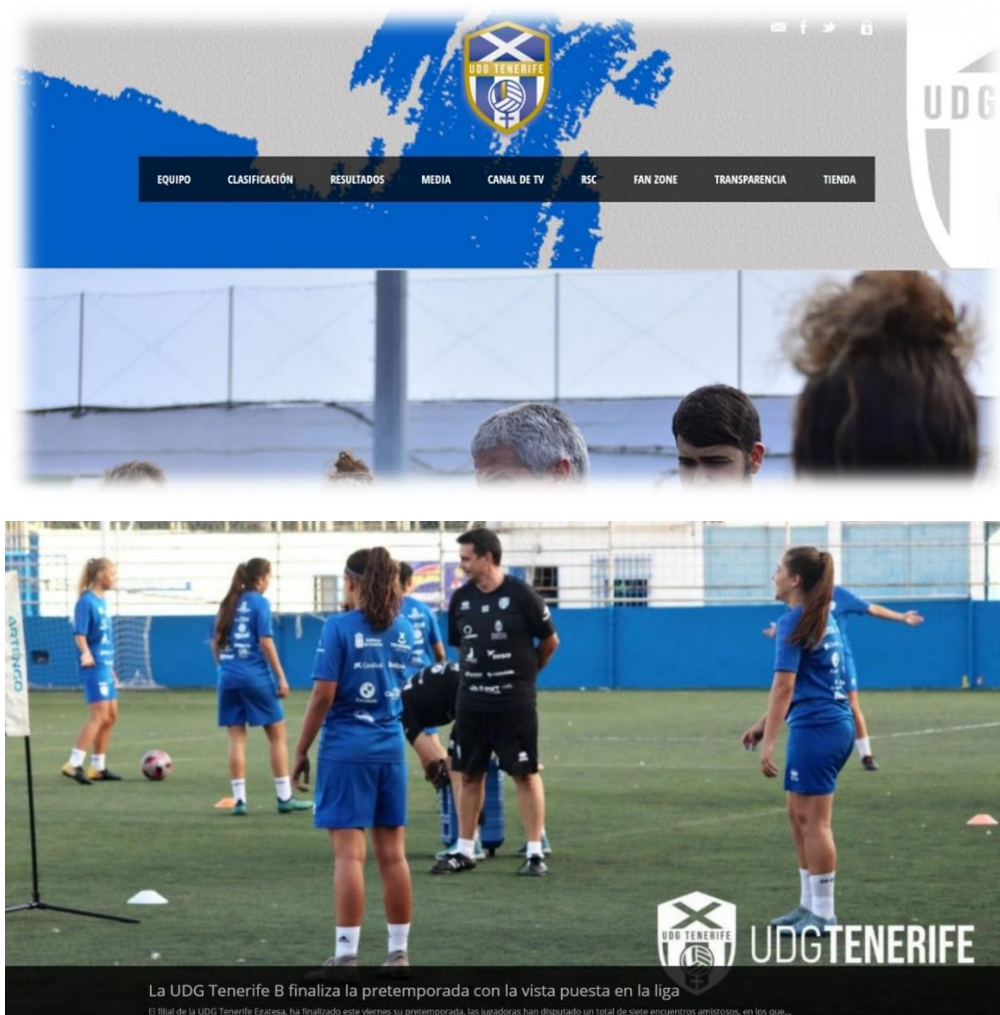 UDG TENERIFE
UDG
EQUIPO CLASIFICACIÓN RESULTADOS MEDIA CANAL DE TV RSC FAN ZONE TRANSPARENCIA TIENDA
ARTENGO
UDG TENERIFE
UDGTENERIFE
La UDG Tenerife B finaliza la pretemporada con la vista puesta en la liga
El filial de la UDG Tenerife Egatesa, ha finalizado este viernes su pretemporada, las jugadoras han disputado un total de siete encuentros amistosos, en los que...